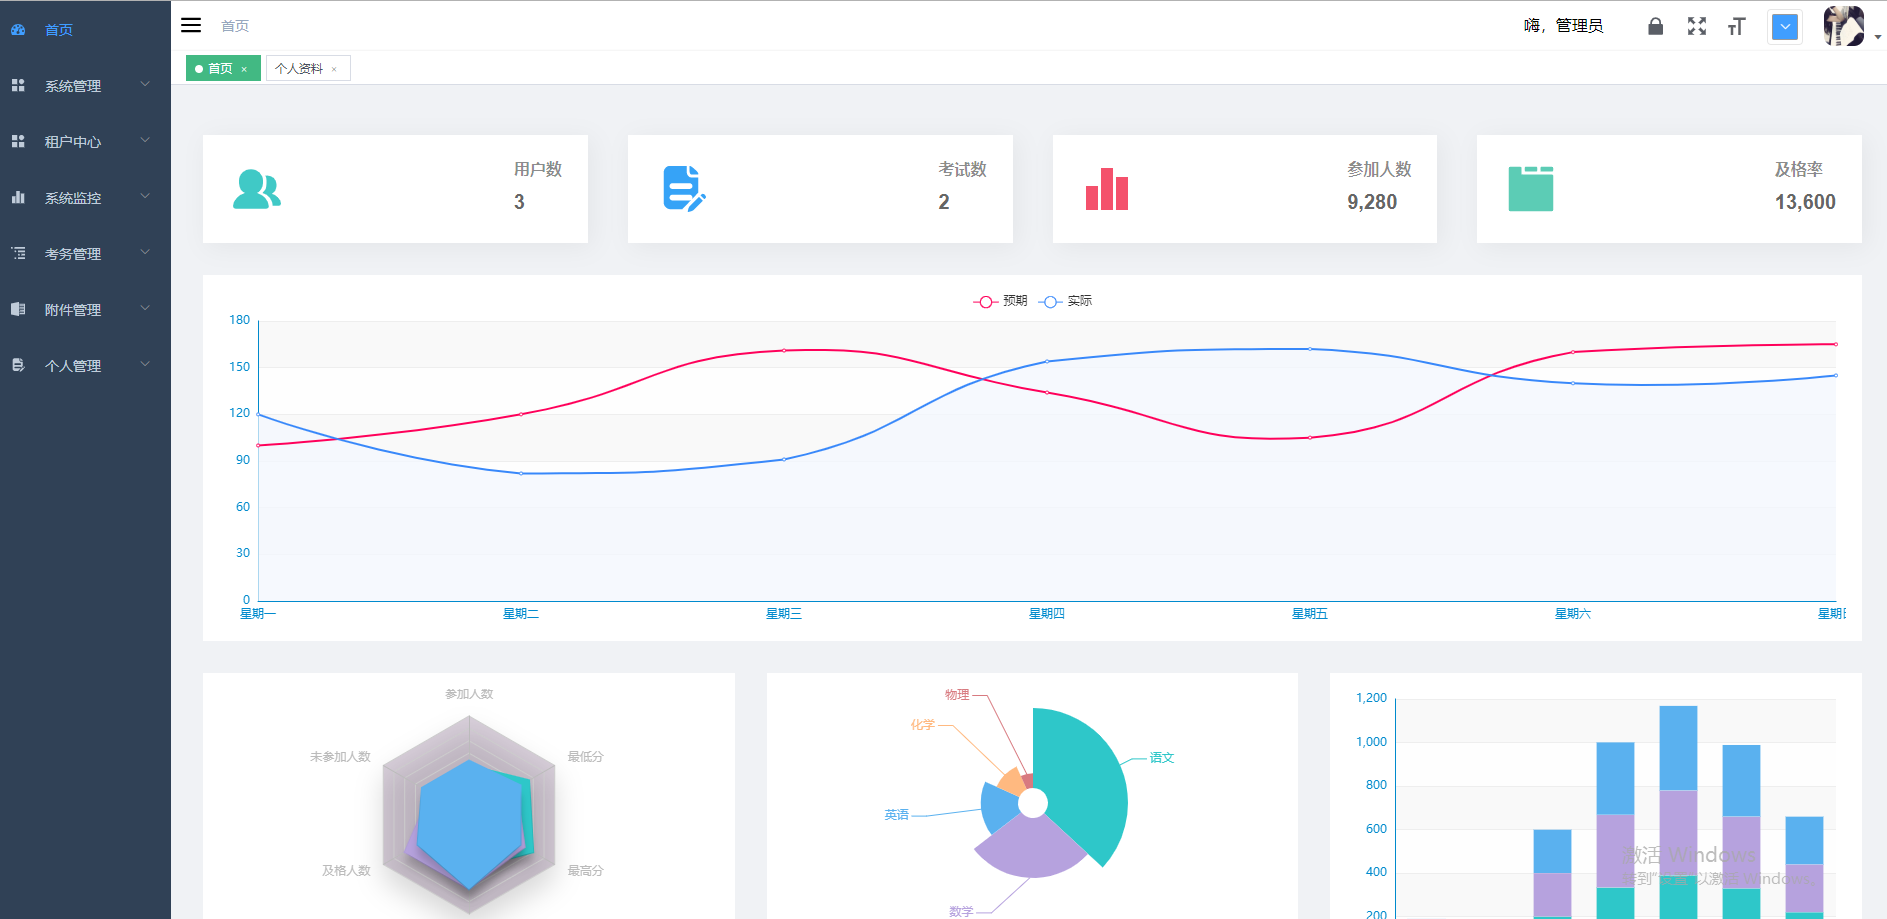 首页
系统管理
租户中心
系统监控
考务管理
附件管理
个人管理
首页
嗨，管理员
首页 ×
个人资料 ×
用户数
3
考试数
2
参加人数
9,280
及格率
13,600
预期 实际
180
150
120
90
60
30
0
星期一 星期二 星期三 星期四 星期五 星期六 星期日
参加人数
未参加人数
最低分
及格人数
最高分
物理
化学
语文
英语
数学
1,200
1,000
800
600
400
200
激活 Windows
转到"设置"以激活 Windows。